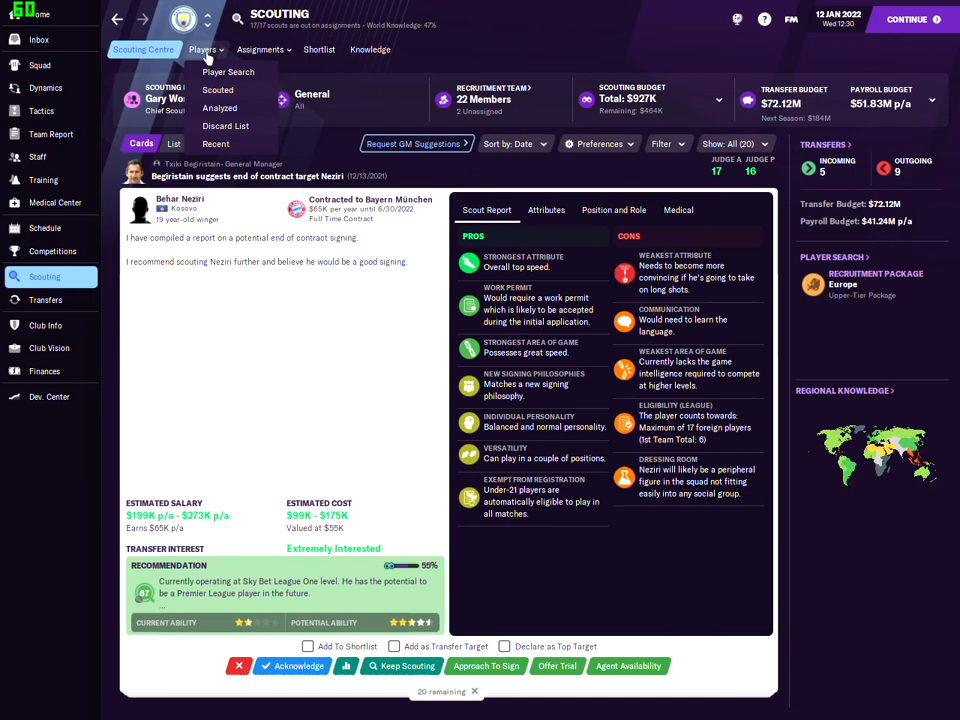 60
ome
SCOUTING
17/17 scouts are out on assignments - World Knowledge: 47%
FM
12 JAN 2022
Wed 12:30
CONTINUE
Inbox
Squad
Dynamics
Tactics
Team Report
Staff
Training
Medical Center
Schedule
Competitions
Scouting
Transfers
Club Info
Club Vision
Finances
Dev. Center
Scouting Centre
Players
Assignments
Shortlist
Knowledge
Player Search
Scouted
Analyzed
Discard List
Recent
SCOUTING
Gary Wo
Chief Scout
General
All
RECRUITMENT TEAM >
22 Members
2 Unassigned
SCOUTING BUDGET
Total: $927K
Remaining: $464K
TRANSFER BUDGET
$72.12M
PAYROLL BUDGET
$51.83M p/a
Next Season: $184M
Cards
List
Request GM Suggestions >
Sort by: Date
Preferences
Filter
Show: All (20)
Txiki Begiristain- General Manager
Begiristain suggests end of contract target Neziri (12/13/2021)
JUDGE A
17
JUDGE P
16
Behar Neziri
Kosovo
19 year-old winger
Contracted to Bayern München
$65K per year until 6/30/2022
Full Time Contract
I have compiled a report on a potential end of contract signing.
I recommend scouting Neziri further and believe he would be a good signing.
ESTIMATED SALARY
$199K p/a - $273K p/a
Earns $65K p/a
ESTIMATED COST
$99K - $175K
Valued at $55K
TRANSFER INTEREST
Extremely Interested
RECOMMENDATION
55%
67
Currently operating at Sky Bet League One level. He has the potential to
be a Premier League player in the future.
...
CURRENT ABILITY
POTENTIAL ABILITY
Scout Report
Attributes
Position and Role
Medical
PROS
STRONGEST ATTRIBUTE
Overall top speed.
WORK PERMIT
Would require a work permit
which is likely to be accepted
during the initial application.
STRONGEST AREA OF GAME
Possesses great speed.
NEW SIGNING PHILOSOPHIES
Matches a new signing
philosophy.
INDIVIDUAL PERSONALITY
Balanced and normal personality.
VERSATILITY
Can play in a couple of positions.
EXEMPT FROM REGISTRATION
Under-21 players are
automatically eligible to play in
all matches.
CONS
WEAKEST ATTRIBUTE
Needs to become more
convincing if he's going to take
on long shots.
COMMUNICATION
Would need to learn the
language.
WEAKEST AREA OF GAME
Currently lacks the game
intelligence required to compete
at higher levels.
ELIGIBILITY (LEAGUE)
The player counts towards:
Maximum of 17 foreign players
(1st Team Total: 6)
DRESSING ROOM
Neziri will likely be a peripheral
figure in the squad not fitting
easily into any social group.
Add To Shortlist
Add as Transfer Target
Declare as Top Target
Acknowledge
Keep Scouting
Approach To Sign
Offer Trial
Agent Availability
20 remaining
TRANSFERS >
INCOMING
5
OUTGOING
9
Transfer Budget: $72.12M
Payroll Budget: $41.24M p/a
PLAYER SEARCH >
RECRUITMENT PACKAGE
Europe
Upper-Tier Package
REGIONAL KNOWLEDGE >